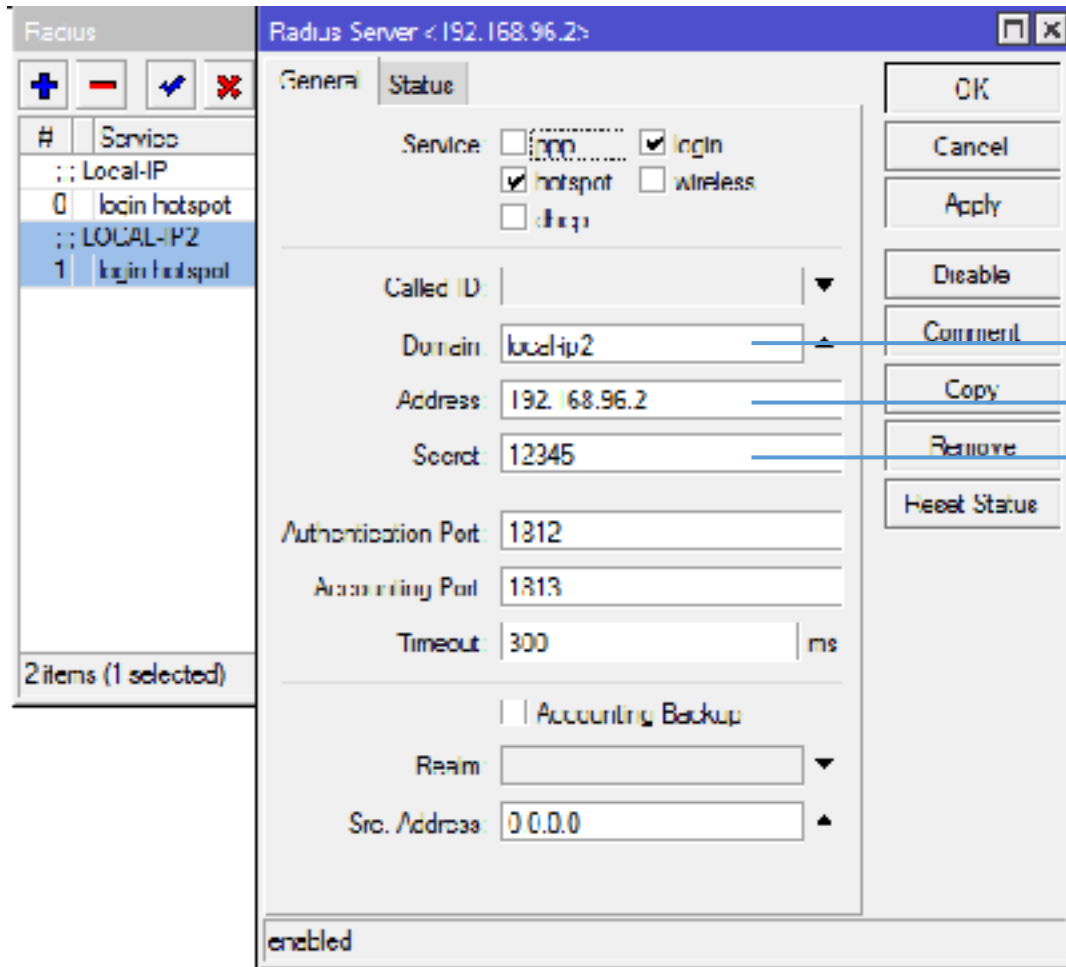 Radius
# Service
;;; Local-IP
0 login hotspot
;;; LOCAL-IP2
1 login hotspot
2 items (1 selected)
Radius Server <192.168.96.2>
General Status
Service: ppp login
hotspot wireless
dhcp
Called ID:
Domain: local-ip2
Address: 192.168.96.2
Secret: 12345
Authentication Port: 1812
Accounting Port: 1813
Timeout: 300 ms
Accounting Backup
Realm:
Src. Address: 0.0.0.0
enabled
OK
Cancel
Apply
Disable
Comment
Copy
Remove
Reset Status